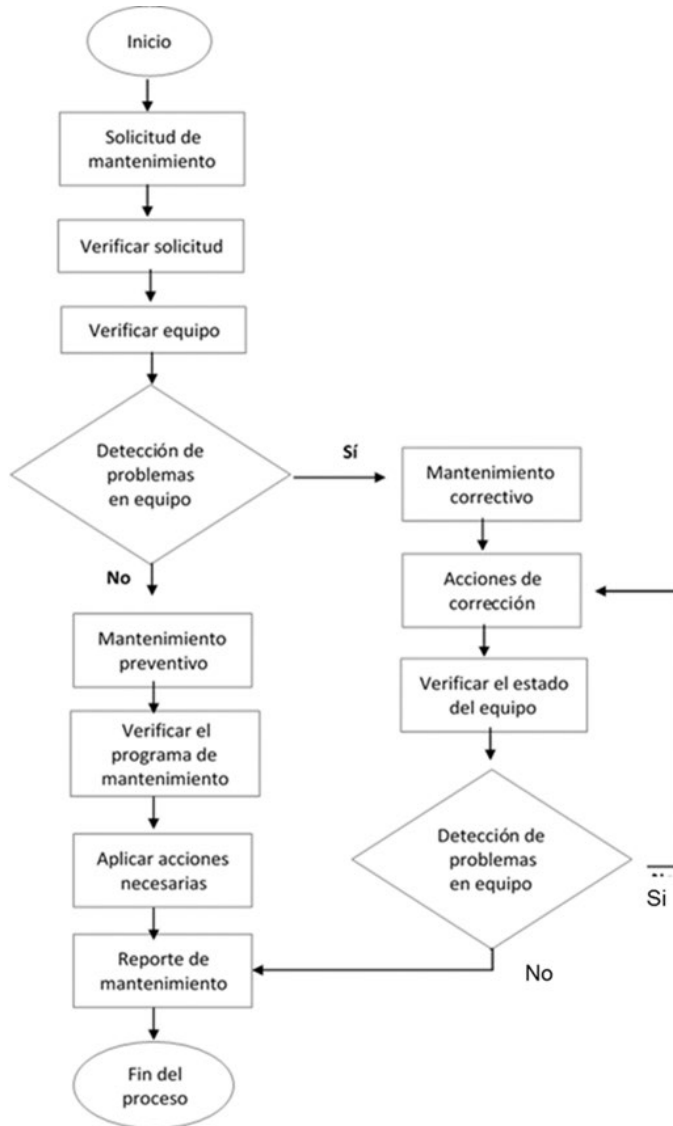 Inicio
Solicitud de
mantenimiento
Verificar solicitud
Verificar equipo
Detección de
problemas
en equipo
Sí
No
Mantenimiento
correctivo
Acciones de
corrección
Verificar el estado
del equipo
Detección de
problemas
en equipo
Si
No
Mantenimiento
preventivo
Verificar el
programa de
mantenimiento
Aplicar acciones
necesarias
Reporte de
mantenimiento
Fin del
proceso